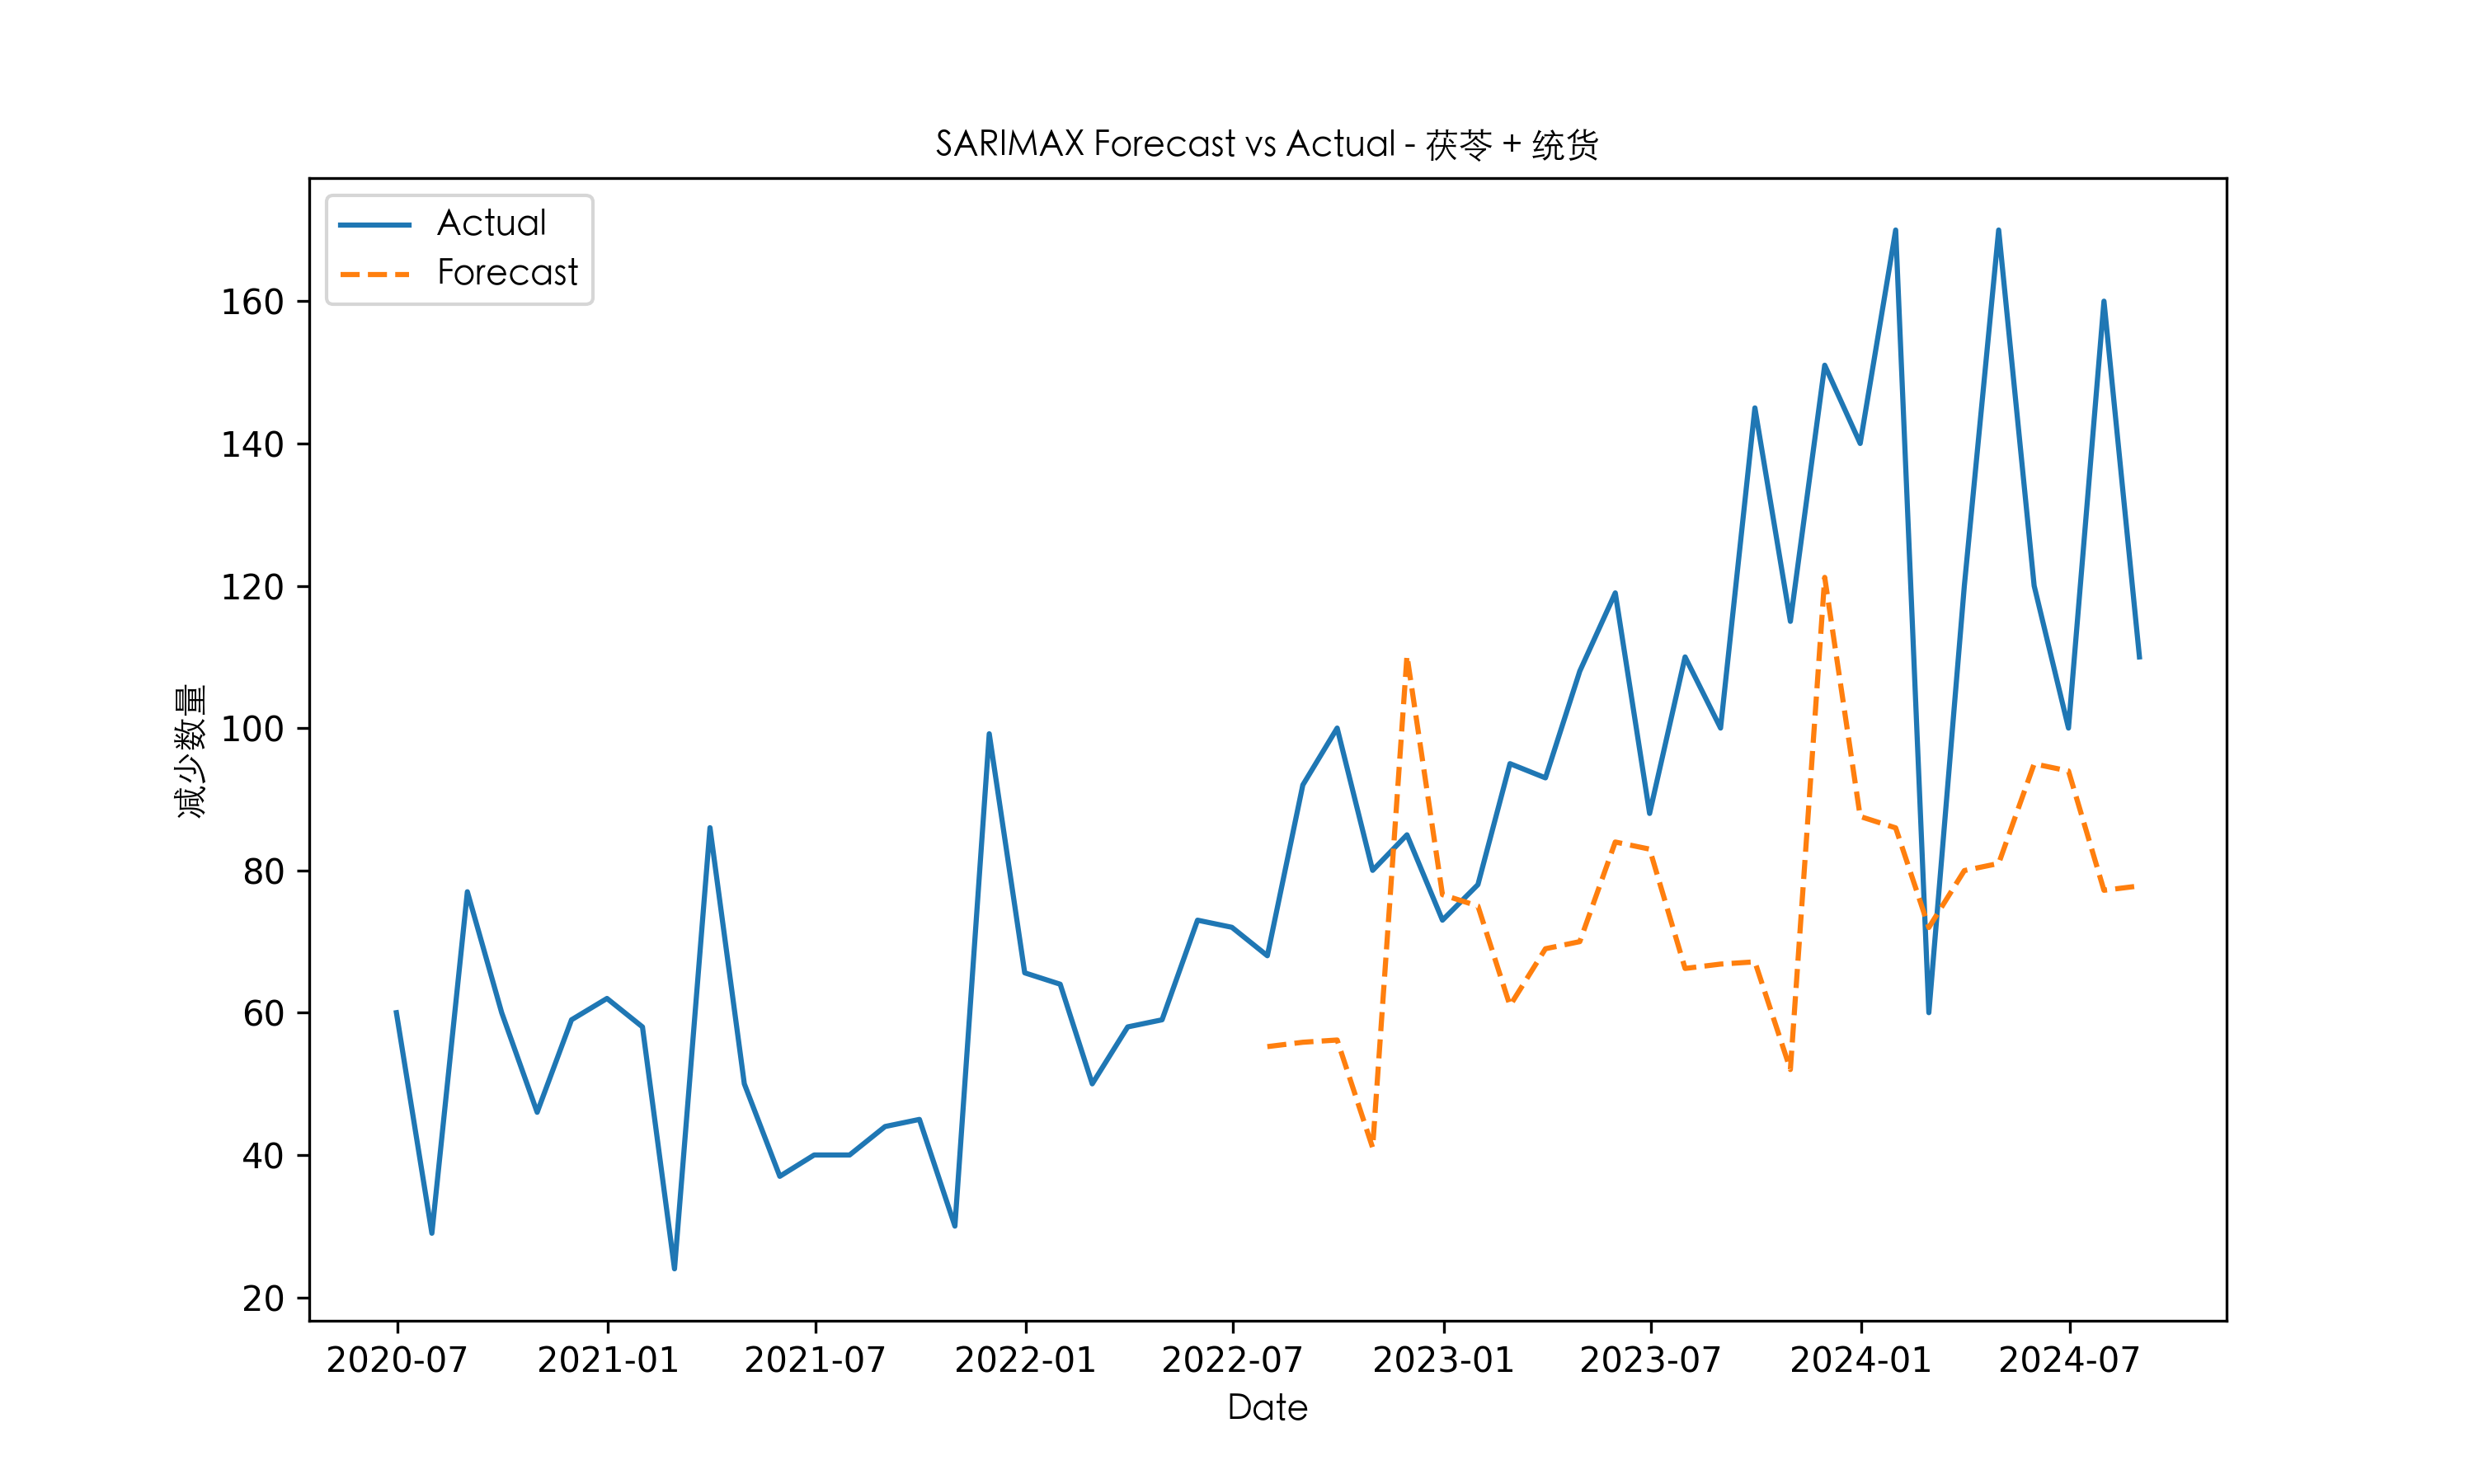 SARIMAX Forecast vs Actual - 茯苓 + 统货
Actual
Forecast
160
140
120
100
80
60
40
20
减少数量
2020-07 2021-01 2021-07 2022-01 2022-07 2023-01 2023-07 2024-01 2024-07
Date